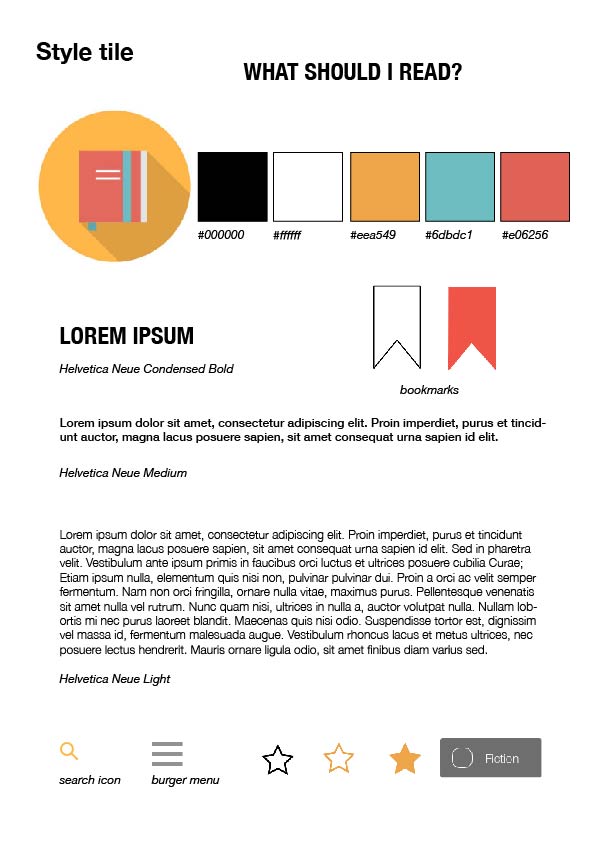 Style tile
WHAT SHOULD I READ?
#000000
#ffffff
#eea549
#6dbdc1
#e06256
LOREM IPSUM
Helvetica Neue Condensed Bold
bookmarks
Lorem ipsum dolor sit amet, consectetur adipiscing elit. Proin imperdiet, purus et tincid-
unt auctor, magna lacus posuere sapien, sit amet consequat urna sapien id elit.
Helvetica Neue Medium
Lorem ipsum dolor sit amet, consectetur adipiscing elit. Proin imperdiet, purus et tincidunt
auctor, magna lacus posuere sapien, sit amet consequat urna sapien id elit. Sed in pharetra
velit. Vestibulum ante ipsum primis in faucibus orci luctus et ultrices posuere cubilia Curae;
Etiam ipsum nulla, elementum quis nisi non, pulvinar pulvinar dui. Proin a orci ac velit semper
fermentum. Nam non orci fringilla, ornare nulla vitae, maximus purus. Pellentesque venenatis
sit amet nulla vel rutrum. Nunc quam nisi, ultrices in nulla a, auctor volutpat nulla. Nullam lob-
ortis mi nec purus laoreet blandit. Maecenas quis nisi odio. Suspendisse tortor est, dignissim
vel massa id, fermentum malesuada augue. Vestibulum rhoncus lacus et metus ultrices, nec
posuere lectus hendrerit. Mauris ornare ligula odio, sit amet finibus diam varius sed.
Helvetica Neue Light
Fiction
search icon
burger menu